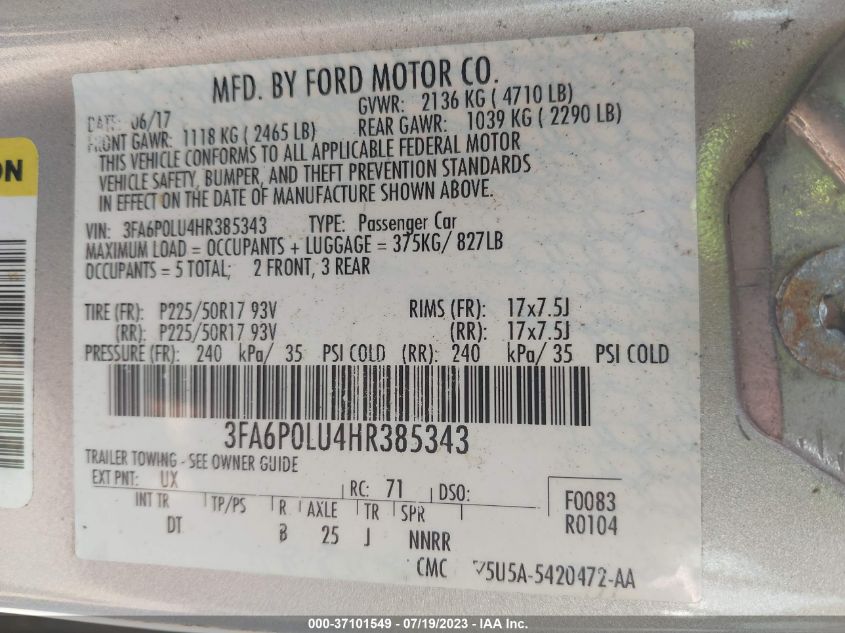 MFD. BY FORD MOTOR CO.
DATE: 06/17
GVWR: 2136 KG ( 4710 LB)
FRONT GAWR: 1118 KG ( 2465 LB)
REAR GAWR: 1039 KG ( 2290 LB)
THIS VEHICLE CONFORMS TO ALL APPLICABLE FEDERAL MOTOR
VEHICLE SAFETY, BUMPER, AND THEFT PREVENTION STANDARDS
IN EFFECT ON THE DATE OF MANUFACTURE SHOWN ABOVE.
VIN: 3FA6P0LU4HR385343 TYPE: Passenger Car
MAXIMUM LOAD = OCCUPANTS + LUGGAGE = 375KG/ 827LB
OCCUPANTS = 5 TOTAL; 2 FRONT, 3 REAR
TIRE (FR): P225/50R17 93V RIMS (FR): 17x7.5J
(RR): P225/50R17 93V (RR): 17x7.5J
PRESSURE (FR): 240 kPa/ 35 PSI COLD (RR): 240 kPa/ 35 PSI COLD
3FA6P0LU4HR385343
TRAILER TOWING - SEE OWNER GUIDE
EXT PNT: UX RC: 71 DSO:
INT TR TP/PS R AXLE TR SPR
DT B 25 J NNRR
F0083
R0104
CMC V5U5A-5420472-AA
ON
000-37101549 - 07/19/2023 - IAA Inc.